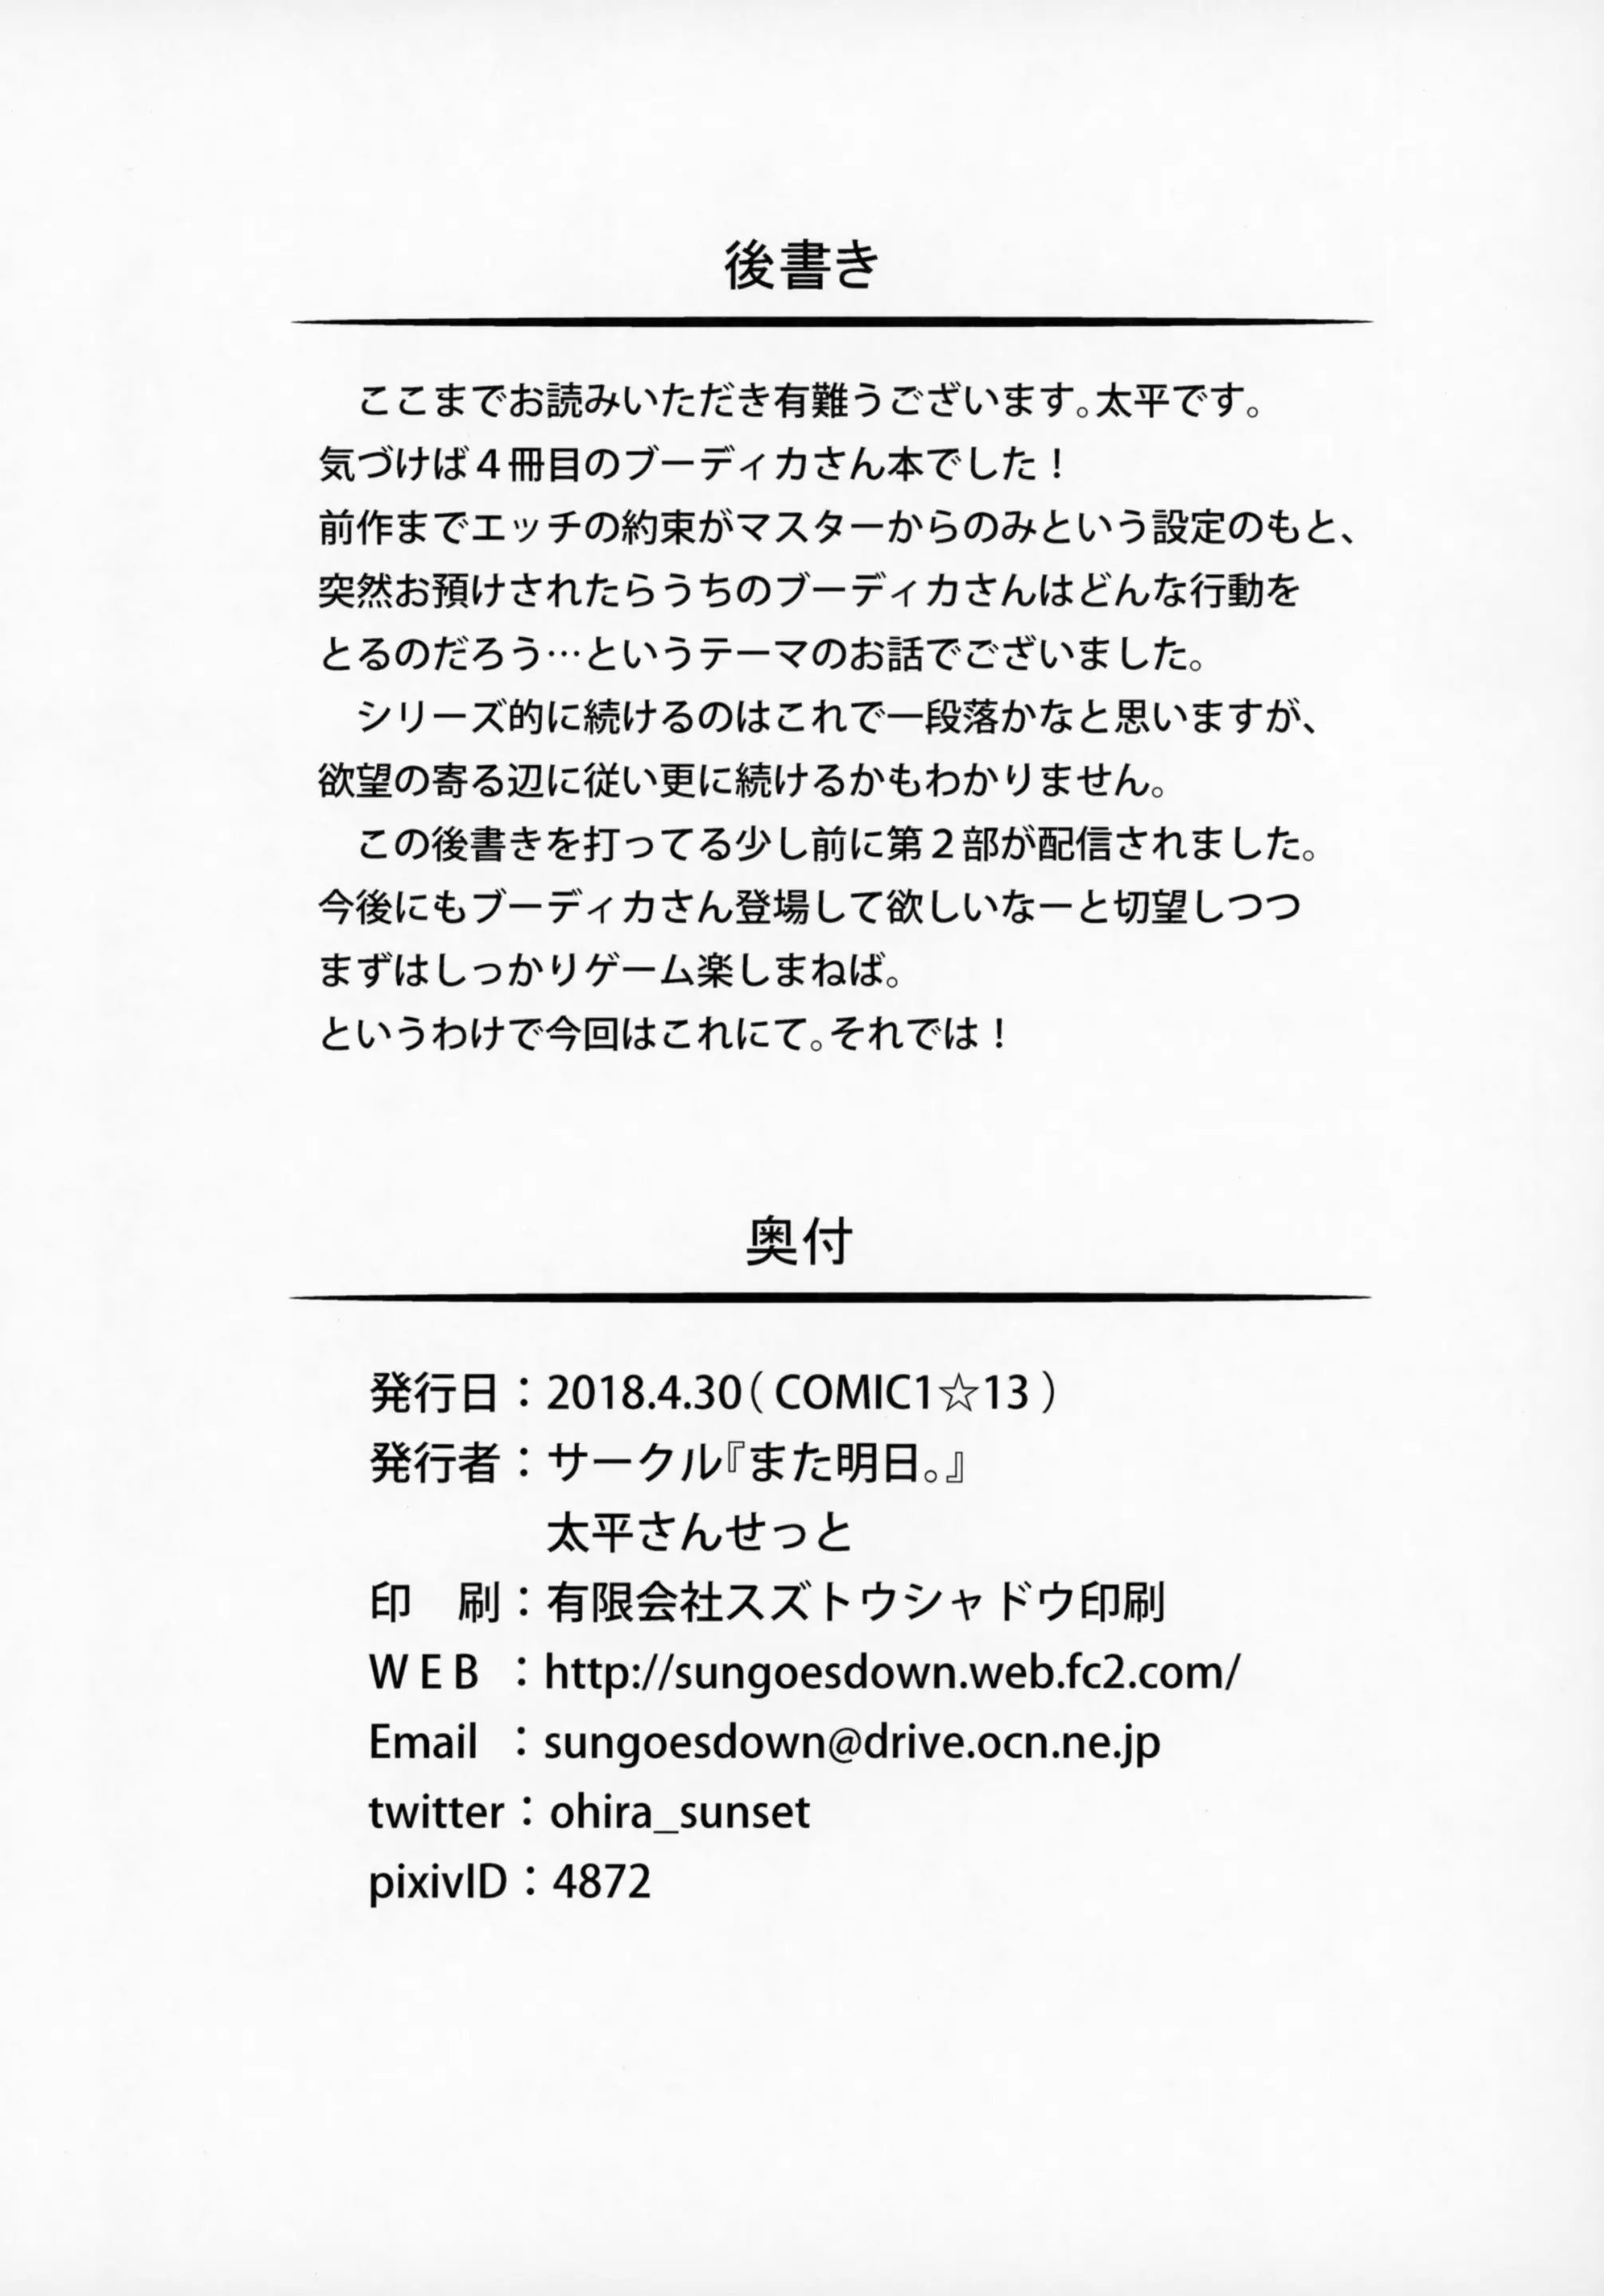 後書き
ここまでお読みいただき有難うございます。太平です。
気づけば４冊目のブーディカさん本でした！
前作までエッチの約束がマスターからのみという設定のもと、
突然お預けされたらうちのブーディカさんはどんな行動を
とるのだろう…というテーマのお話でございました。
シリーズ的に続けるのはこれで一段落かなと思いますが、
欲望の寄る辺に従い更に続けるかもわかりません。
この後書きを打ってる少し前に第２部が配信されました。
今後にもブーディカさん登場して欲しいなーと切望しつつ
まずはしっかりゲーム楽しまねば。
というわけで今回はこれにて。それでは！
奥付
発行日：2018.4.30（COMIC1☆13）
発行者：サークル『また明日。』
太平さんせっと
印　刷：有限会社スズトウシャドウ印刷
WEB：http://sungoesdown.web.fc2.com/
Email：sungoesdown@drive.ocn.ne.jp
twitter：ohira_sunset
pixivID：4872